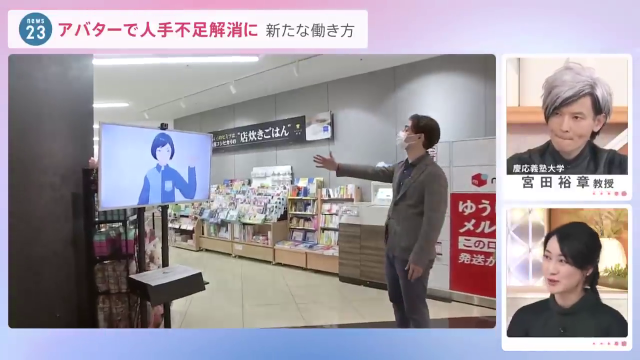 news
23
アバターで人手不足解消に 新たな働き方
"店炊きごはん"
慶応義塾大学
宮田裕章 教授
ゆう
メル
この
発送が